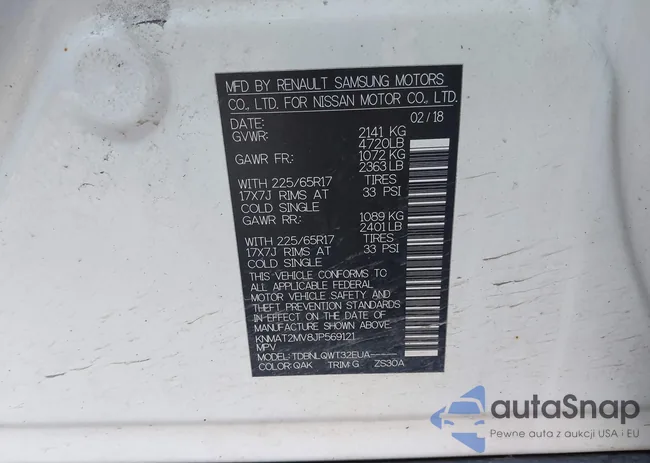 MFD BY RENAULT SAMSUNG MOTORS
CO., LTD. FOR NISSAN MOTOR CO., LTD.
DATE: 02/18
GVWR: 2141 KG
4720LB
GAWR FR: 1072 KG
2363 LB
WITH 225/65R17 TIRES
17X7J RIMS AT 33 PSI
COLD SINGLE
GAWR RR: 1089 KG
2401 LB
WITH 225/65R17 TIRES
17X7J RIMS AT 33 PSI
COLD SINGLE
THIS VEHICLE CONFORMS TO
ALL APPLICABLE FEDERAL
MOTOR VEHICLE SAFETY AND
THEFT PREVENTION STANDARDS
IN EFFECT ON THE DATE OF
MANUFACTURE SHOWN ABOVE.
KNMAT2MV8JP569121
MPV
MODEL: TDBNLQWT32EUA-----
COLOR: QAK TRIM: G ZS30A
autaSnap
Pewne auta z aukcji USA i EU